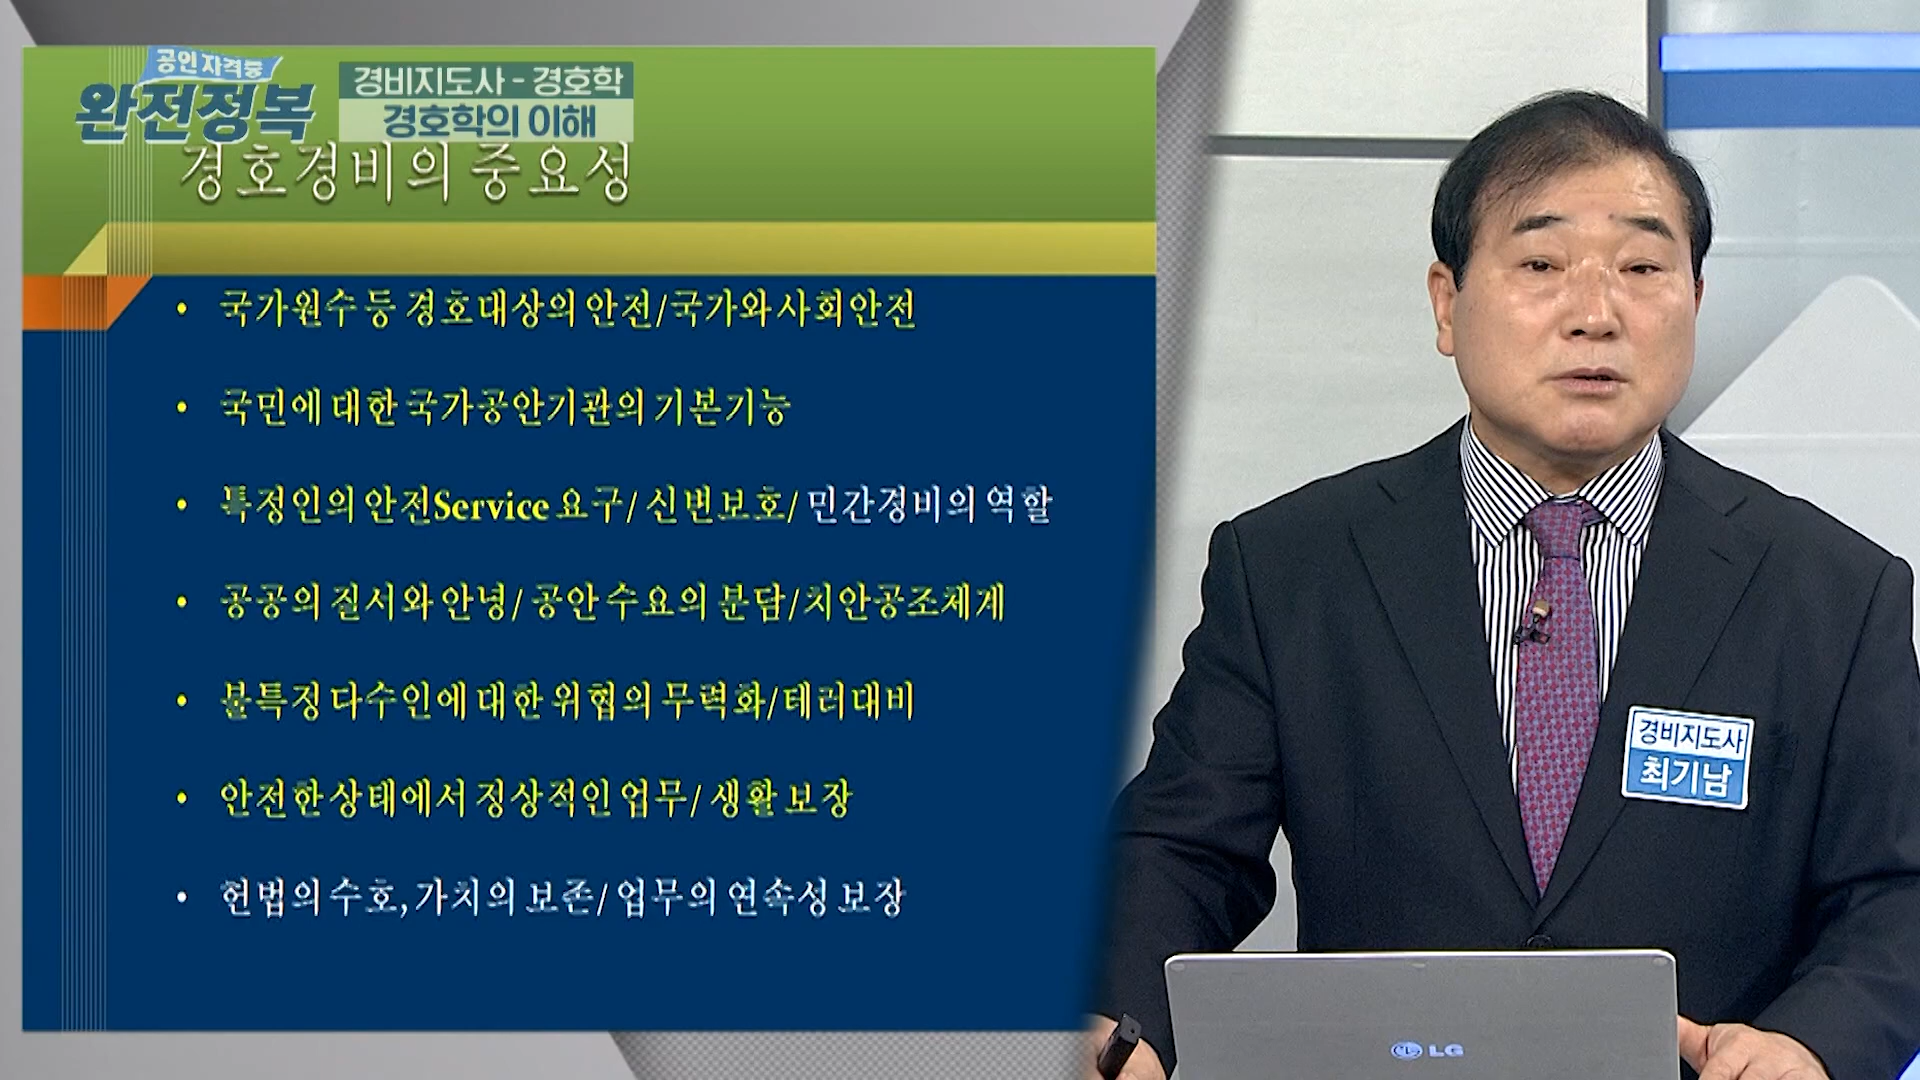 공인 자격증
완전정복
경비지도사 - 경호학
경호학의 이해
경호경비의 중요성
• 국가원수 등 경호대상의 안전/국가와 사회안전
• 국민에 대한 국가공안기관의 기본기능
• 특정인의 안전Service 요구/ 신변보호/ 민간경비의 역할
• 공공의 질서와 안녕/ 공안수요의 분담/치안공조체계
• 불특정 다수인에 대한 위협의 무력화/테러대비
• 안전한 상태에서 정상적인 업무/ 생활 보장
• 헌법의 수호, 가치의 보존/ 업무의 연속성 보장
경비지도사
최기남
LG